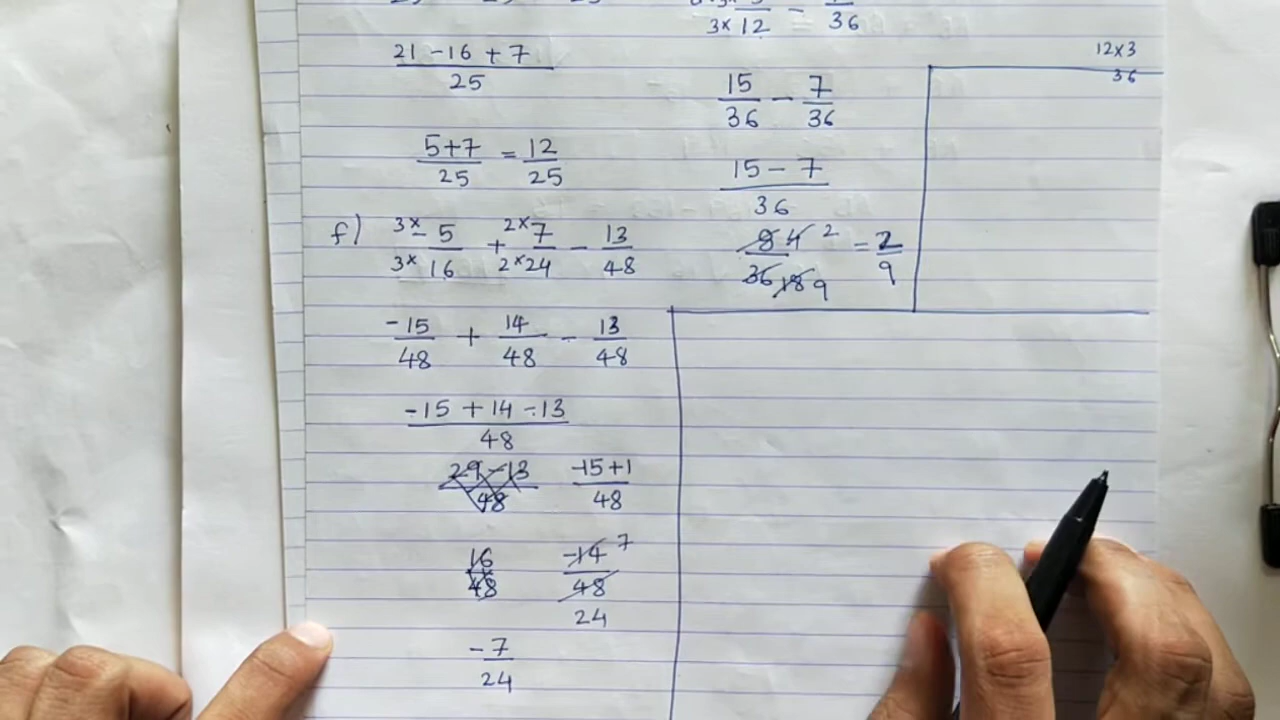 21 - 16 + 7
25
5+7 = 12
25 25
f) 3× -5 + 2× 7 - 13
3× 16 2× 24 48
-15 + 14 - 13
48 48 48
-15 + 14 - 13
48
29 - 13 -15+1
48 48
16 -14 7
48 48
24
-7
24
3× 12 - 36
15 - 7
36 36
15 - 7
36
8 4 2 = 2
36 18 9 9
12×3
36